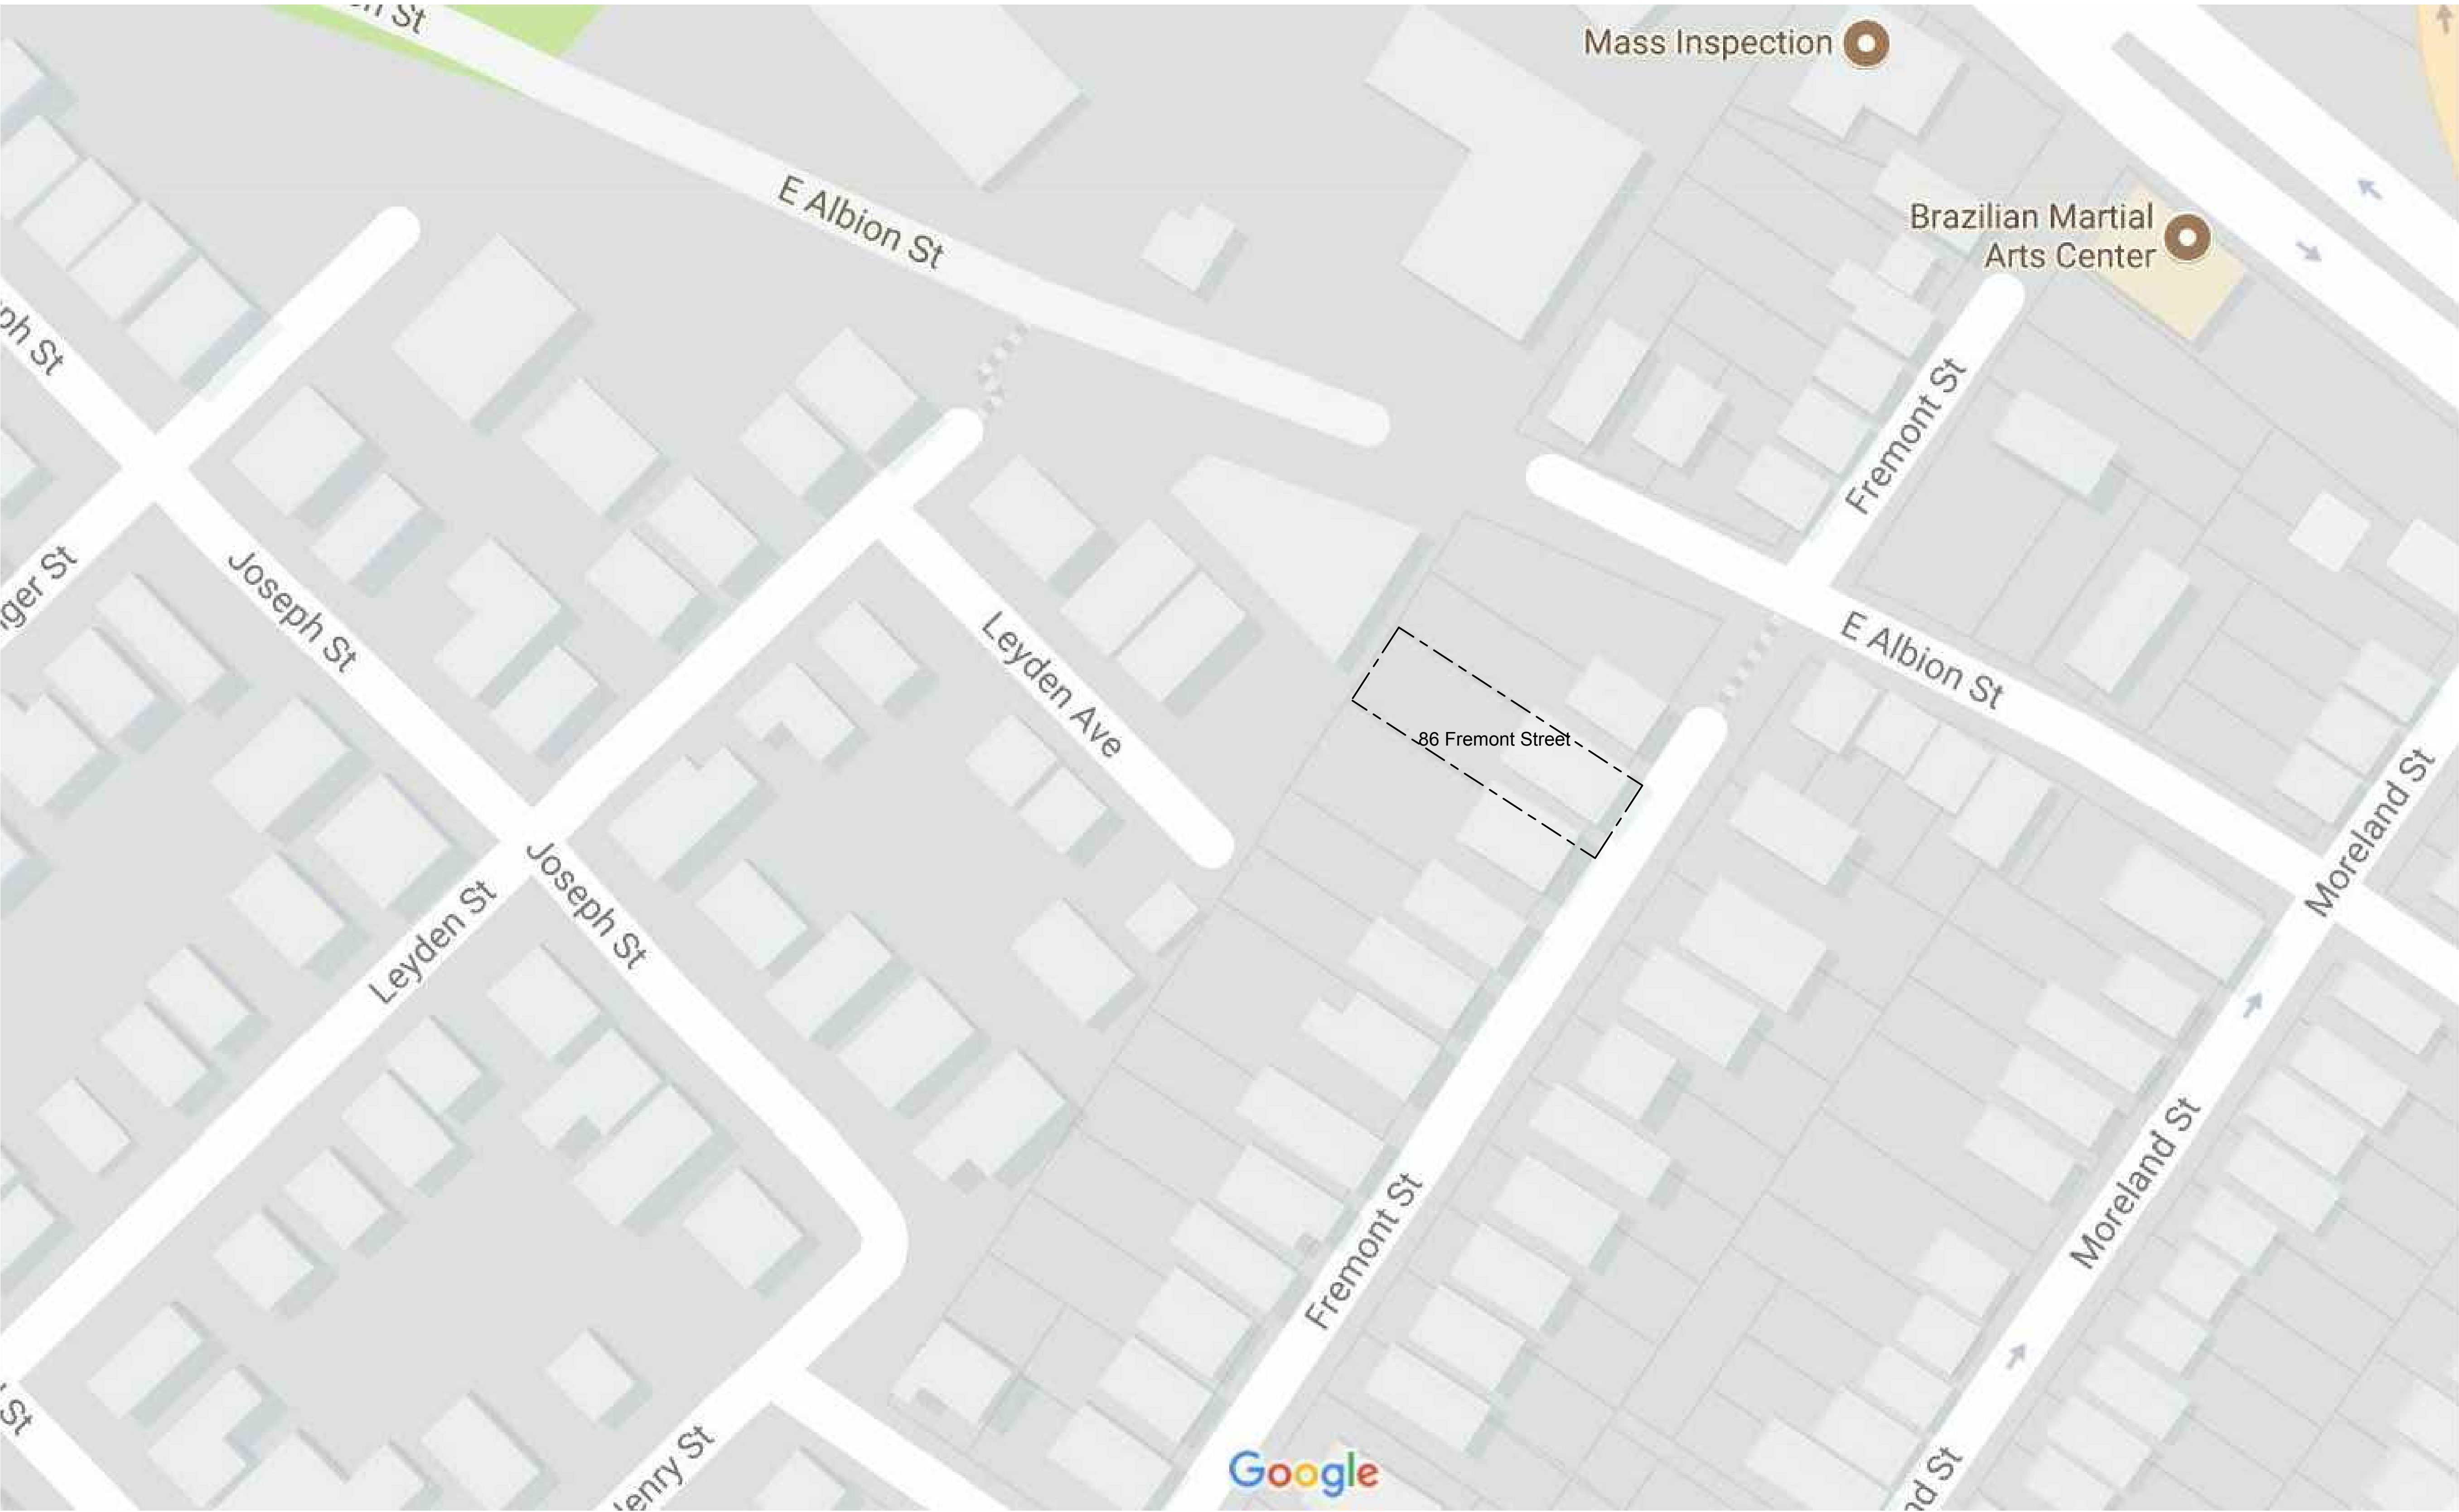 Mass Inspection
E Albion St
Brazilian Martial
Arts Center
Fremont St
Joseph St
Leyden Ave
E Albion St
86 Fremont Street
Moreland St
Joseph St
Leyden St
Moreland St
Fremont St
Google